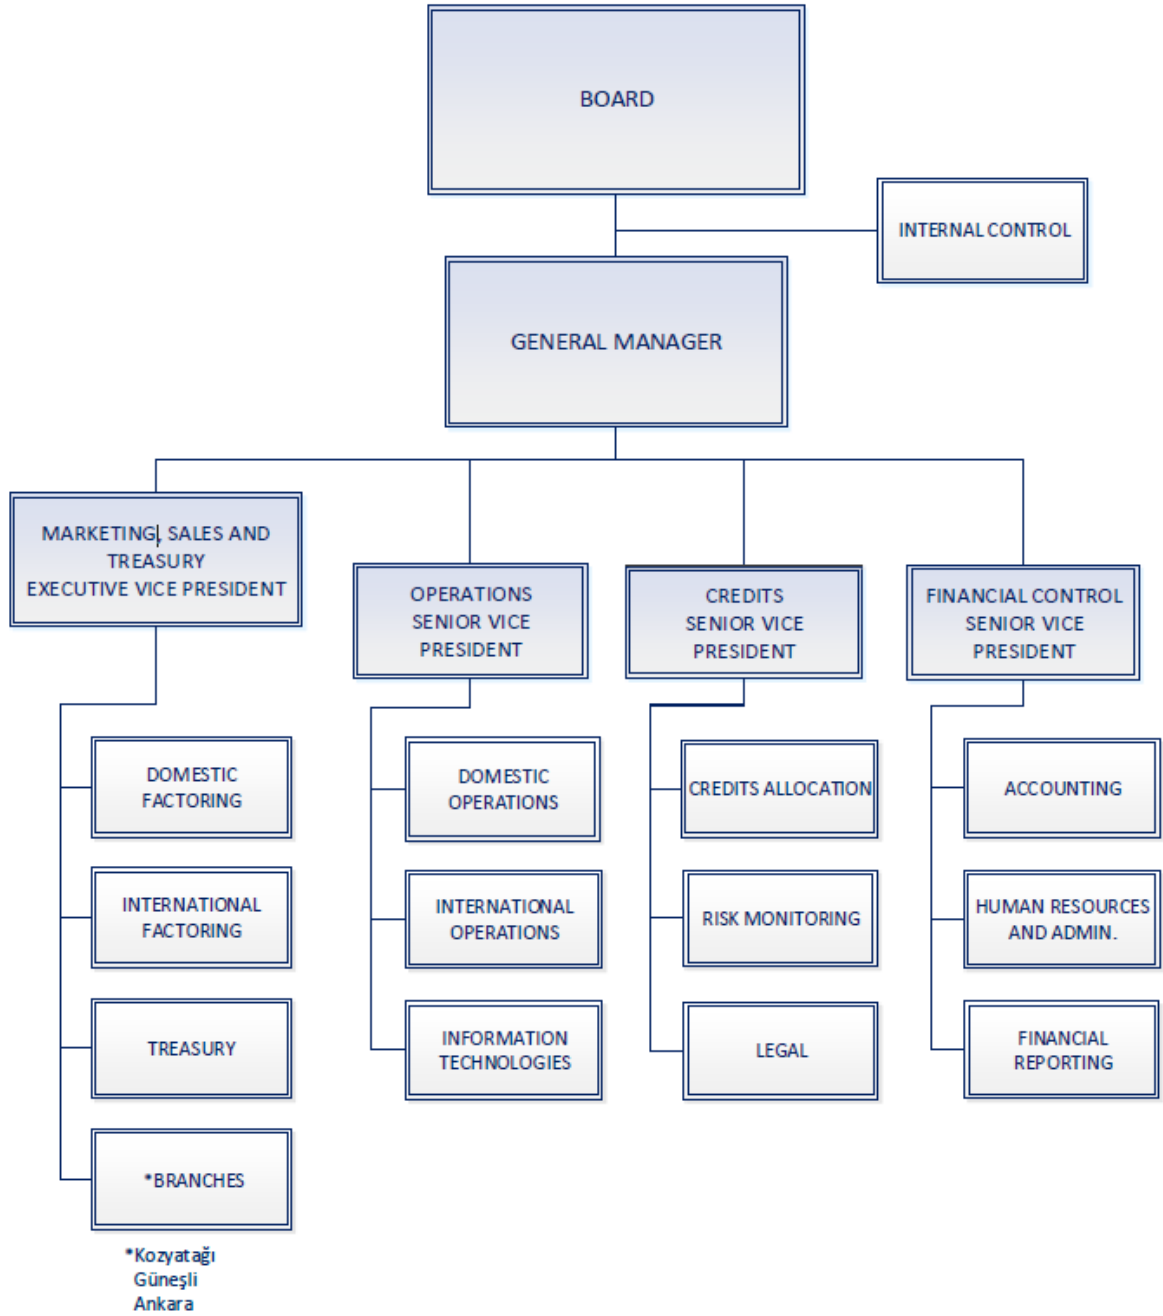 BOARD
INTERNAL CONTROL
GENERAL MANAGER
MARKETING, SALES AND
TREASURY
EXECUTIVE VICE PRESIDENT
OPERATIONS
SENIOR VICE
PRESIDENT
CREDITS
SENIOR VICE
PRESIDENT
FINANCIAL CONTROL
SENIOR VICE
PRESIDENT
DOMESTIC
FACTORING
INTERNATIONAL
FACTORING
TREASURY
*BRANCHES
*Kozyatağı
Güneşli
Ankara
DOMESTIC
OPERATIONS
INTERNATIONAL
OPERATIONS
INFORMATION
TECHNOLOGIES
CREDITS ALLOCATION
RISK MONITORING
LEGAL
ACCOUNTING
HUMAN RESOURCES
AND ADMIN.
FINANCIAL
REPORTING